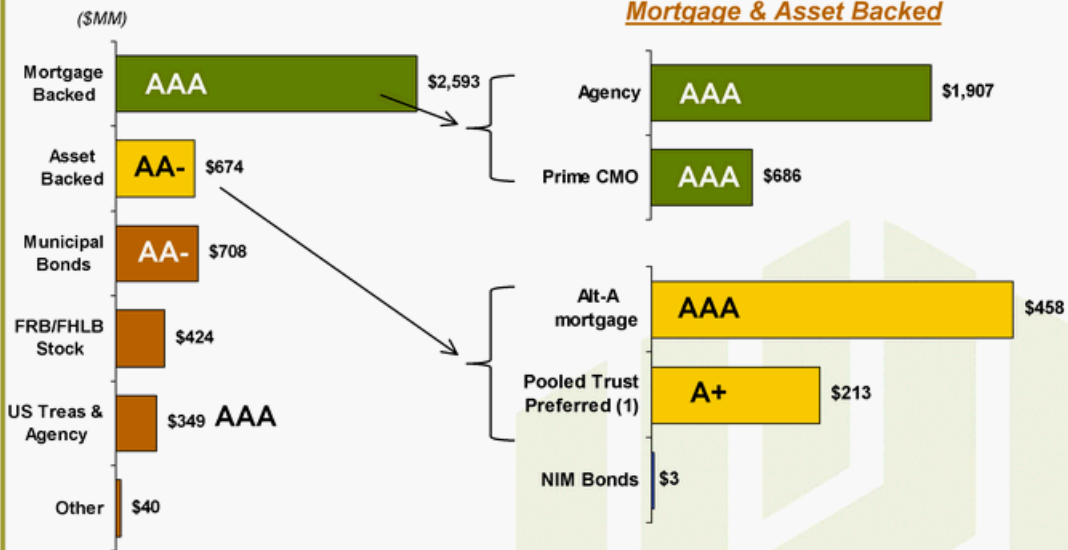 ($MM)
Mortgage & Asset Backed
Mortgage
Backed
AAA
$2,593
Asset
Backed
AA-
$674
Municipal
Bonds
AA-
$708
FRB/FHLB
Stock
$424
US Treas &
Agency
$349 AAA
Other
$40
Agency
AAA
$1,907
Prime CMO
AAA
$686
Alt-A
mortgage
AAA
$458
Pooled Trust
Preferred (1)
A+
$213
NIM Bonds
$3